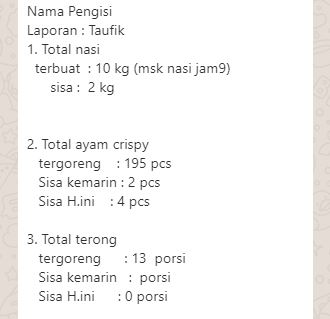 Nama Pengisi
Laporan : Taufik
1. Total nasi
terbuat : 10 kg (msk nasi jam9)
sisa : 2 kg
2. Total ayam crispy
tergoreng : 195 pcs
Sisa kemarin : 2 pcs
Sisa H.ini : 4 pcs
3. Total terong
tergoreng : 13 porsi
Sisa kemarin : porsi
Sisa H.ini : 0 porsi